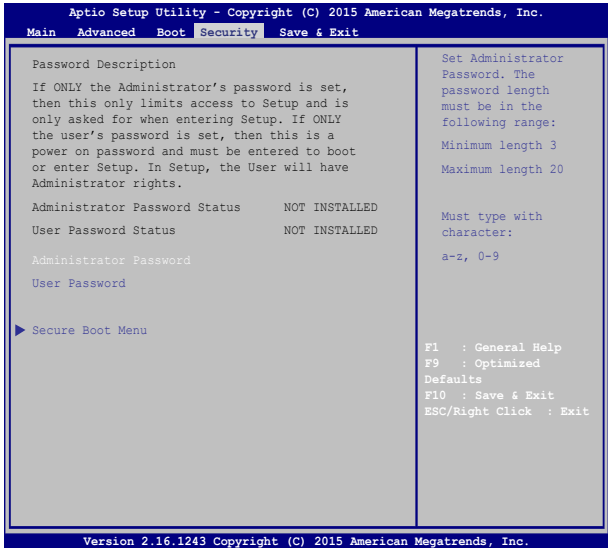 Aptio Setup Utility - Copyright (C) 2015 American Megatrends, Inc.
Main Advanced Boot Security Save & Exit
Password Description
If ONLY the Administrator's password is set,
then this only limits access to Setup and is
only asked for when entering Setup. If ONLY
the user's password is set, then this is a
power on password and must be entered to boot
or enter Setup. In Setup, the User will have
Administrator rights.
Administrator Password Status NOT INSTALLED
User Password Status NOT INSTALLED
Administrator Password
User Password
Secure Boot Menu
Set Administrator
Password. The
password length
must be in the
following range:
Minimum length 3
Maximum length 20
Must type with
character:
a-z, 0-9
F1 : General Help
F9 : Optimized
Defaults
F10 : Save & Exit
ESC/Right Click : Exit
Version 2.16.1243 Copyright (C) 2015 American Megatrends, Inc.